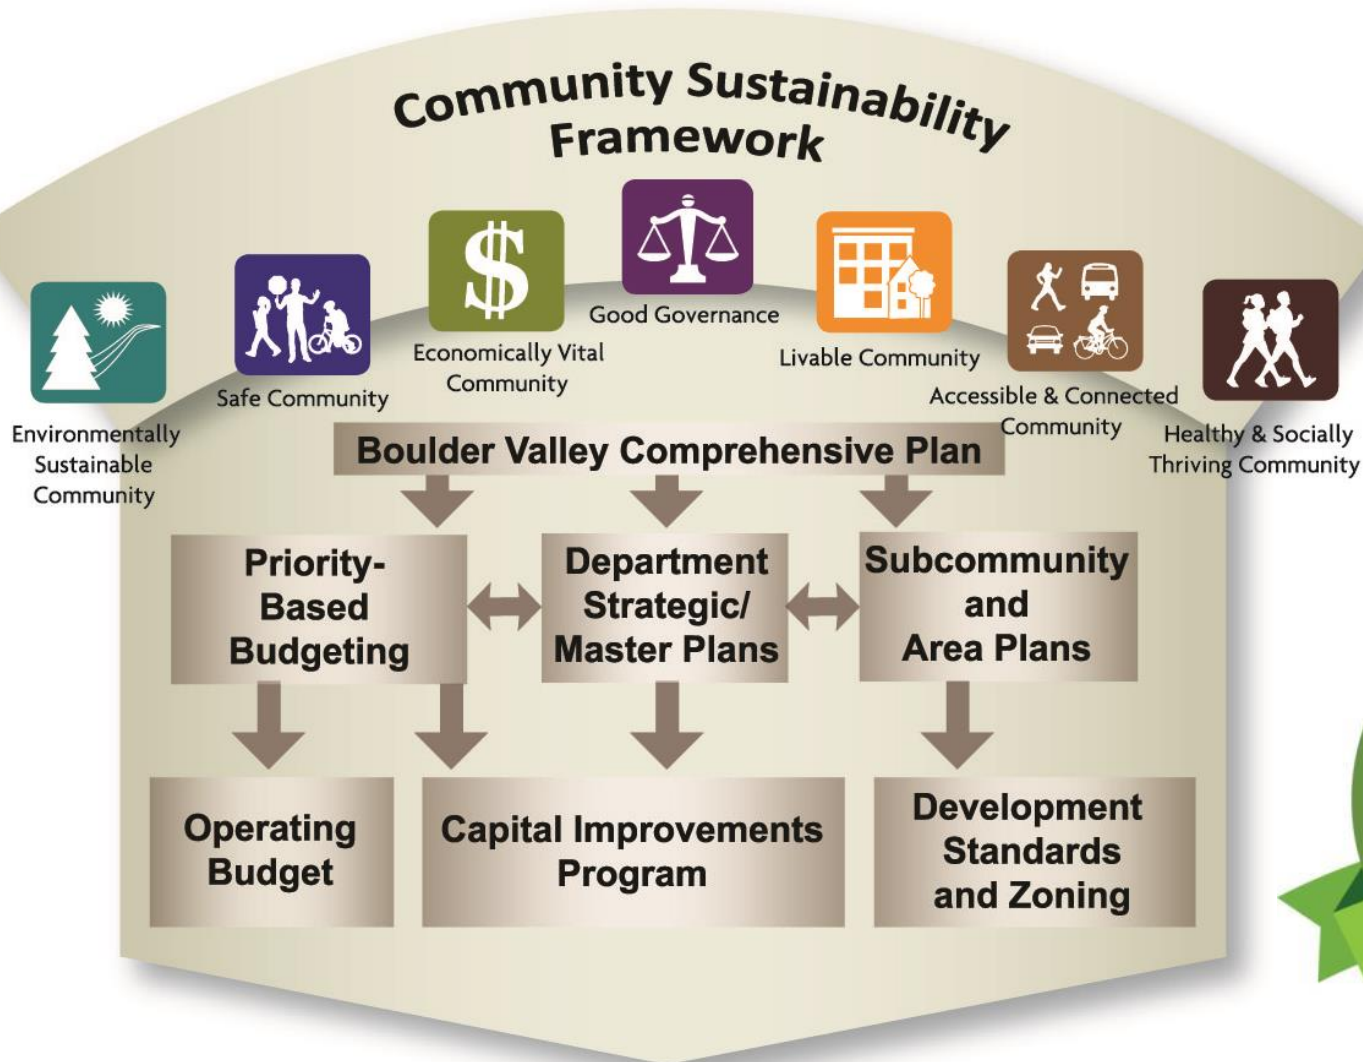 Community Sustainability
Framework
Environmentally
Sustainable
Community
Safe Community
$
Economically Vital
Community
Good Governance
Livable Community
Accessible & Connected
Community
Healthy & Socially
Thriving Community
Boulder Valley Comprehensive Plan
Priority-
Based
Budgeting
Department
Strategic/
Master Plans
Subcommunity
and
Area Plans
Operating
Budget
Capital Improvements
Program
Development
Standards
and Zoning